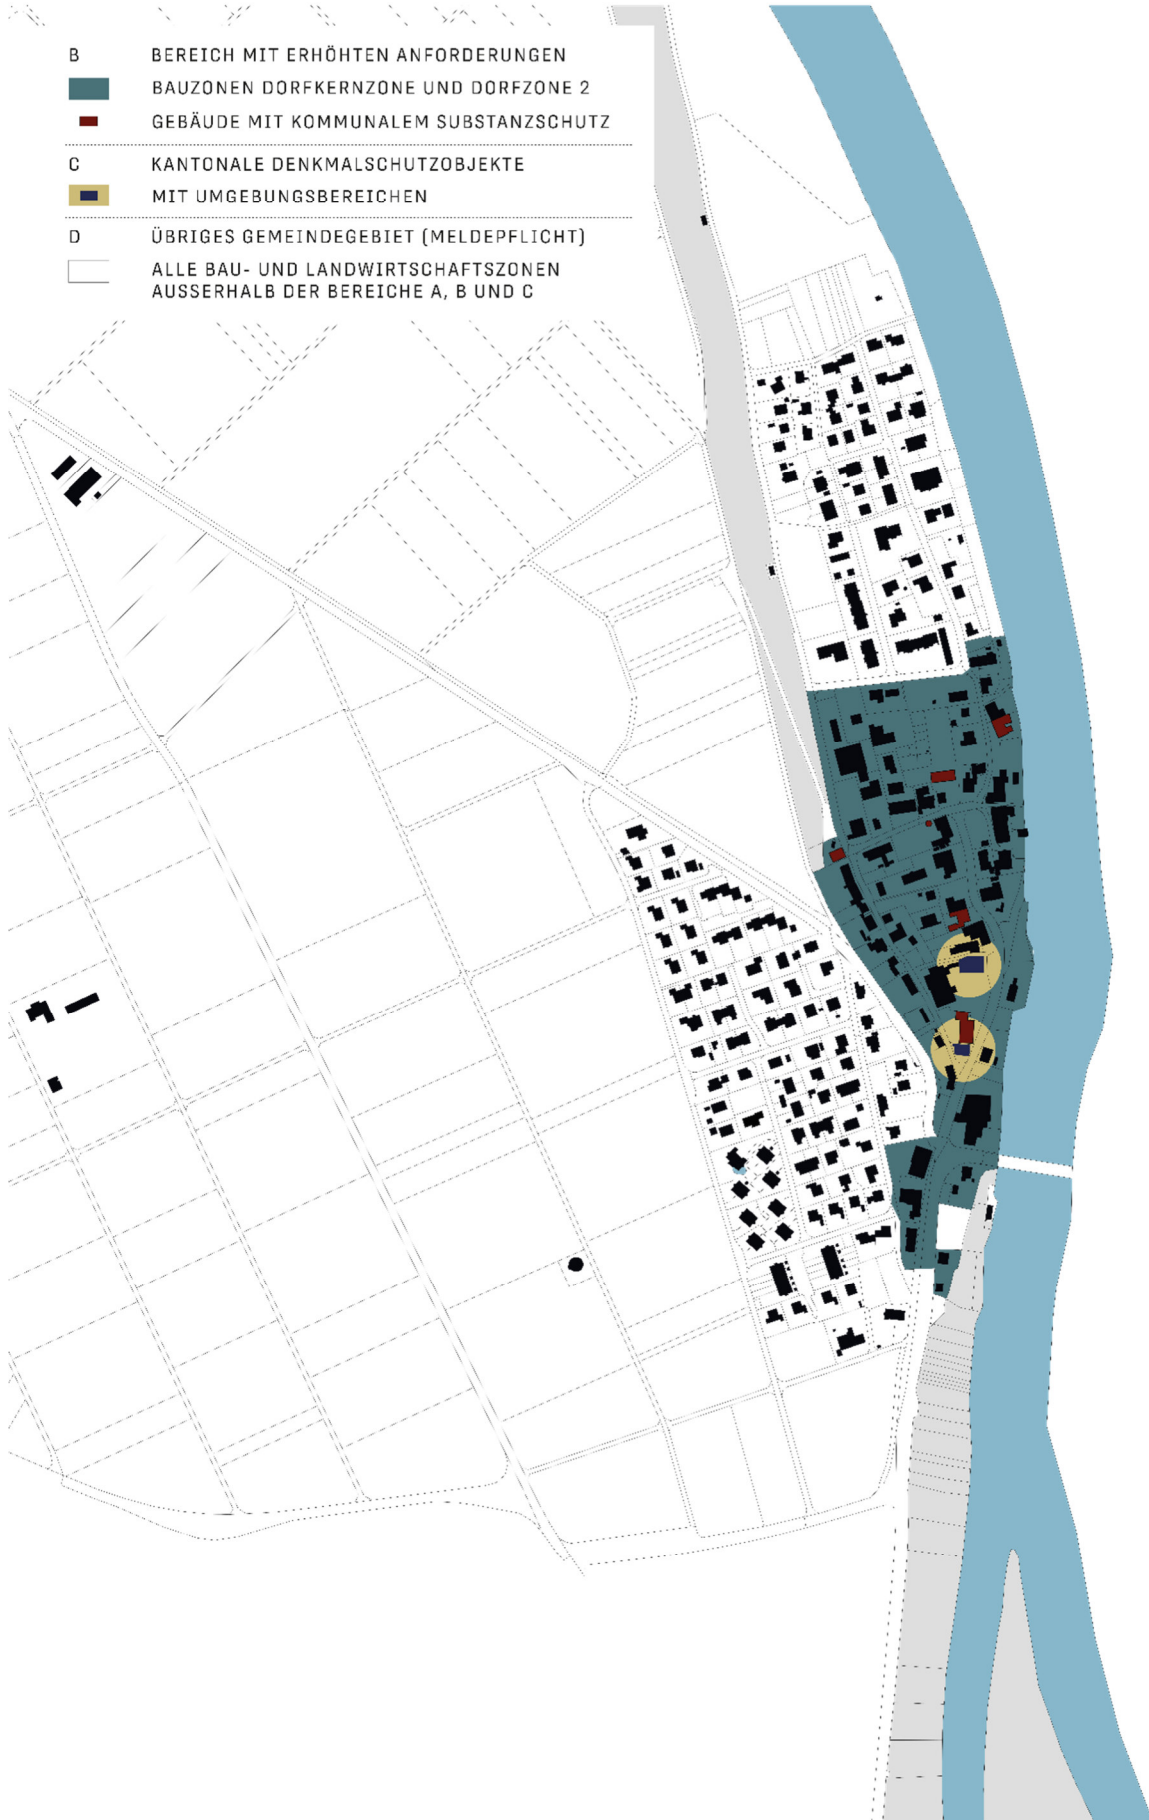 B BEREICH MIT ERHÖHTEN ANFORDERUNGEN
BAUZONEN DORFKERNZONE UND DORFZONE 2
GEBÄUDE MIT KOMMUNALEM SUBSTANZSCHUTZ
C KANTONALE DENKMALSCHUTZOBJEKTE
MIT UMGEBUNGSBEREICHEN
D ÜBRIGES GEMEINDEGEBIET (MELDEPFLICHT)
ALLE BAU- UND LANDWIRTSCHAFTSZONEN
AUSSERHALB DER BEREICHE A, B UND C